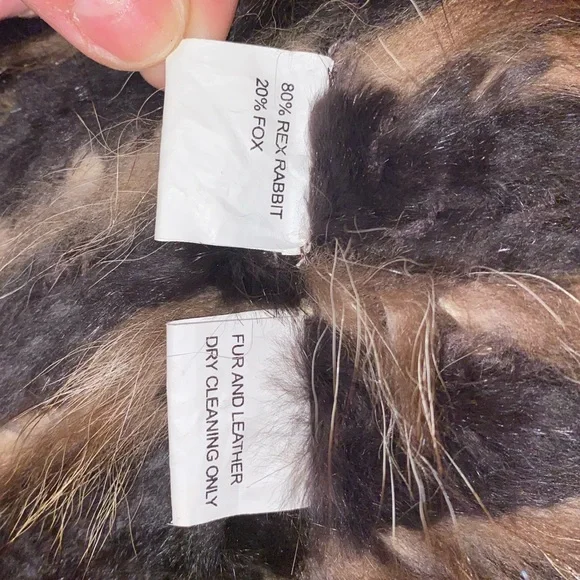 80% REX RABBIT
20% FOX
FUR AND LEATHER
DRY CLEANING ONLY